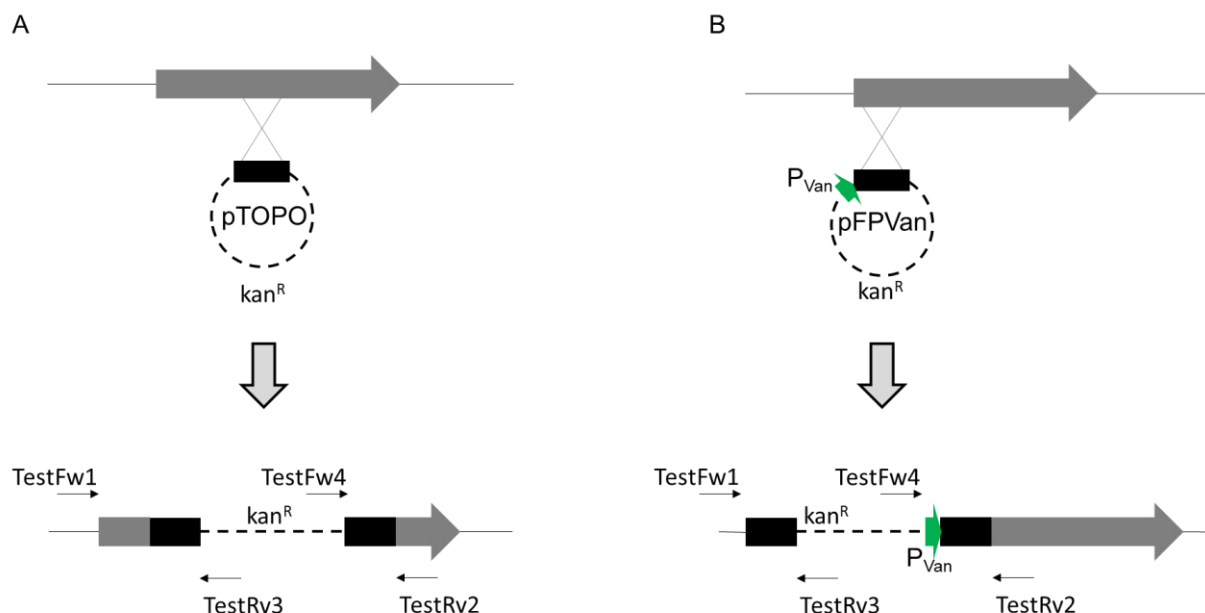 A
pTOPO
kanᴿ
TestFw1
TestFw4
kanᴿ
TestRv3
TestRv2
B
PVan
pFPVan
kanᴿ
TestFw1
TestFw4
kanᴿ
PVan
TestRv3
TestRv2